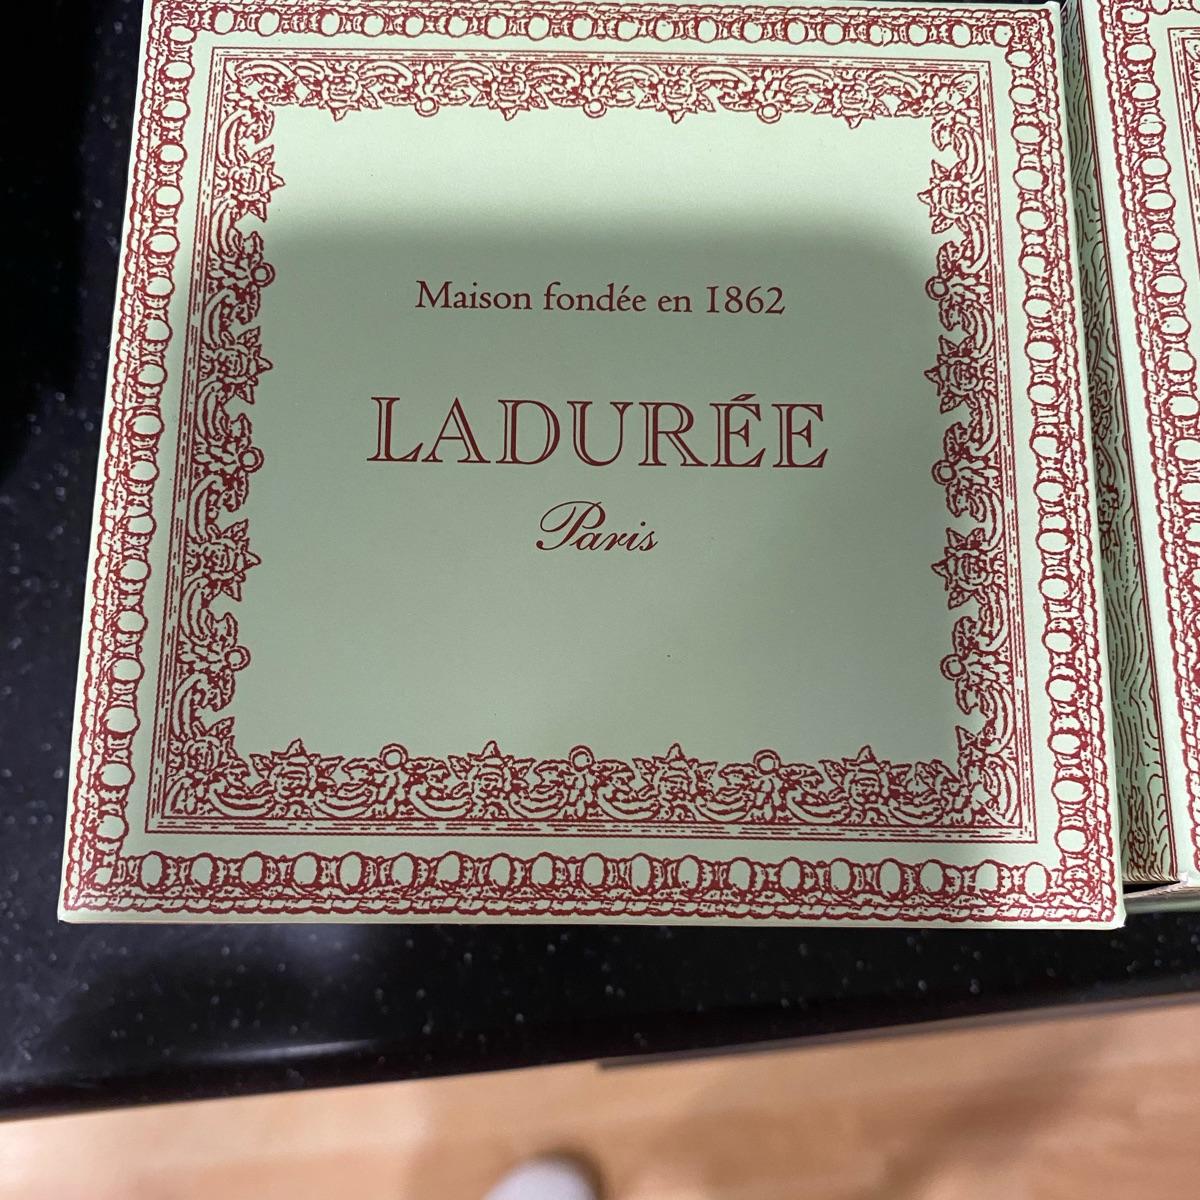 Maison fondée en 1862
LADURÉE
Paris